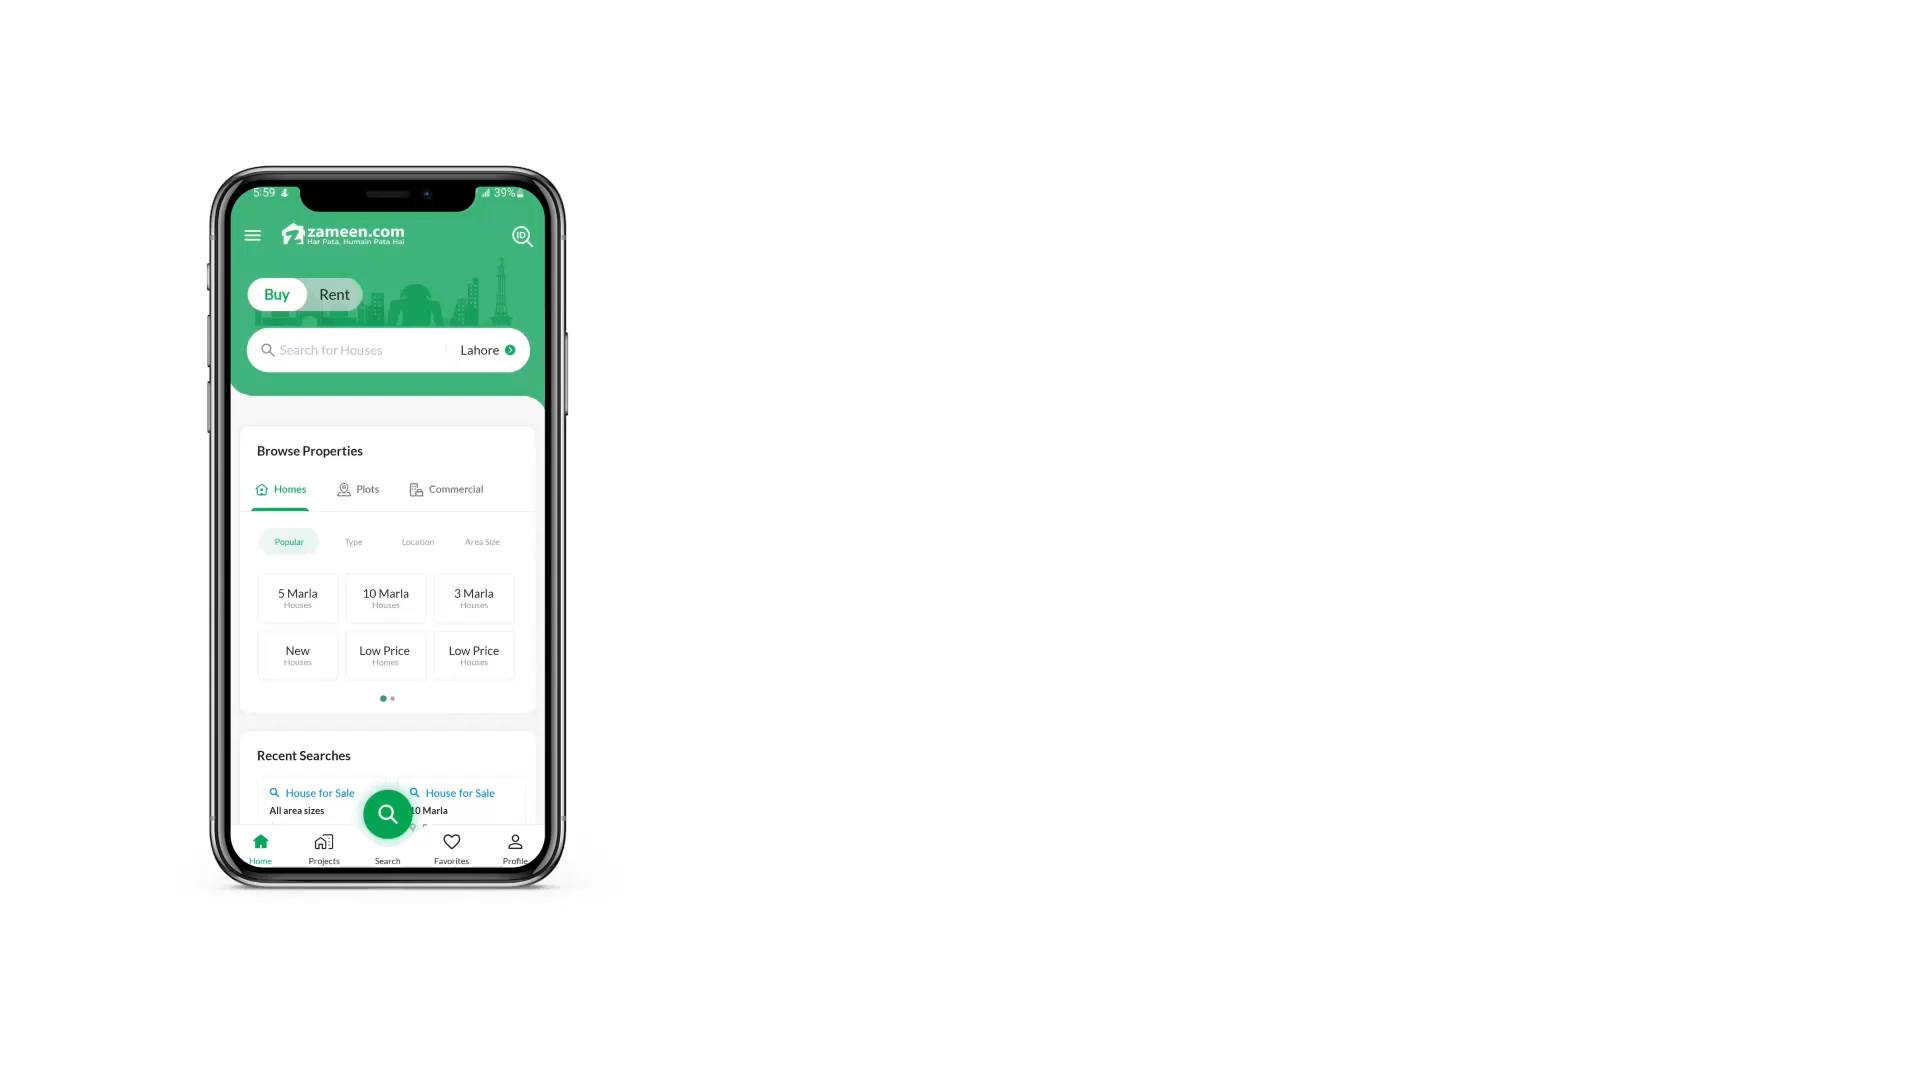 5:59
39%
zameen.com
Har Pata, Humain Pata Hai
ID
Buy Rent
Search for Houses Lahore
Browse Properties
Homes Plots Commercial
Popular Type Location Area Size
5 Marla 10 Marla 3 Marla
Houses Houses Houses
New Low Price Low Price
Houses Homes Houses
Recent Searches
House for Sale House for Sale
All area sizes 10 Marla
Home Projects Search Favorites Profile